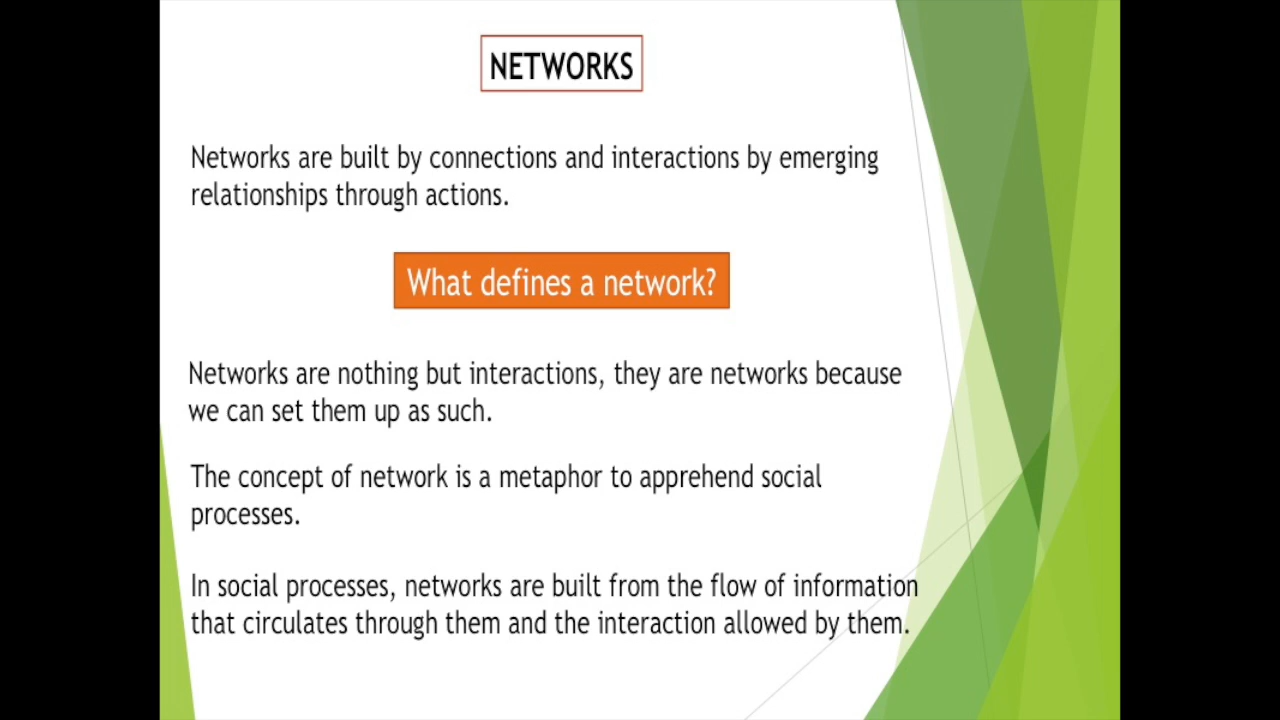 NETWORKS
Networks are built by connections and interactions by emerging
relationships through actions.
What defines a network?
Networks are nothing but interactions, they are networks because
we can set them up as such.
The concept of network is a metaphor to apprehend social
processes.
In social processes, networks are built from the flow of information
that circulates through them and the interaction allowed by them.